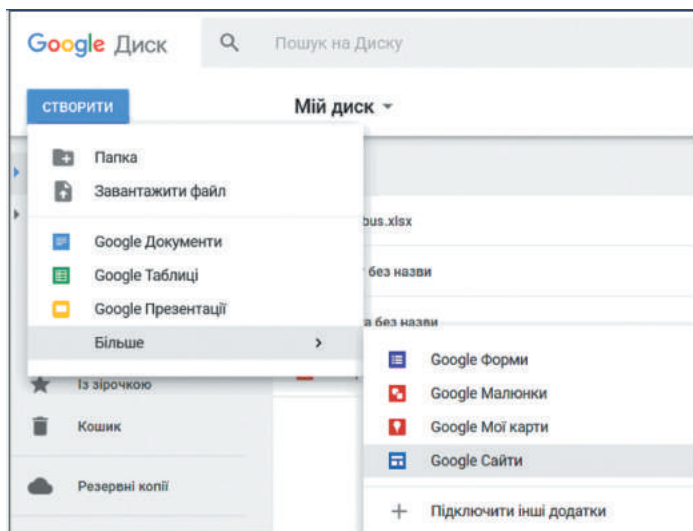 Google Диск
Пошук на Диску
СТВОРИТИ
Мій диск
Папка
Завантажити файл
bus.xlsx
Google Документи
без назви
Google Таблиці
Google Презентації
а без назви
Більше
Google Форми
Із зірочкою
Google Малюнки
Кошик
Google Мої карти
Google Сайти
Резервні копії
Підключити інші додатки